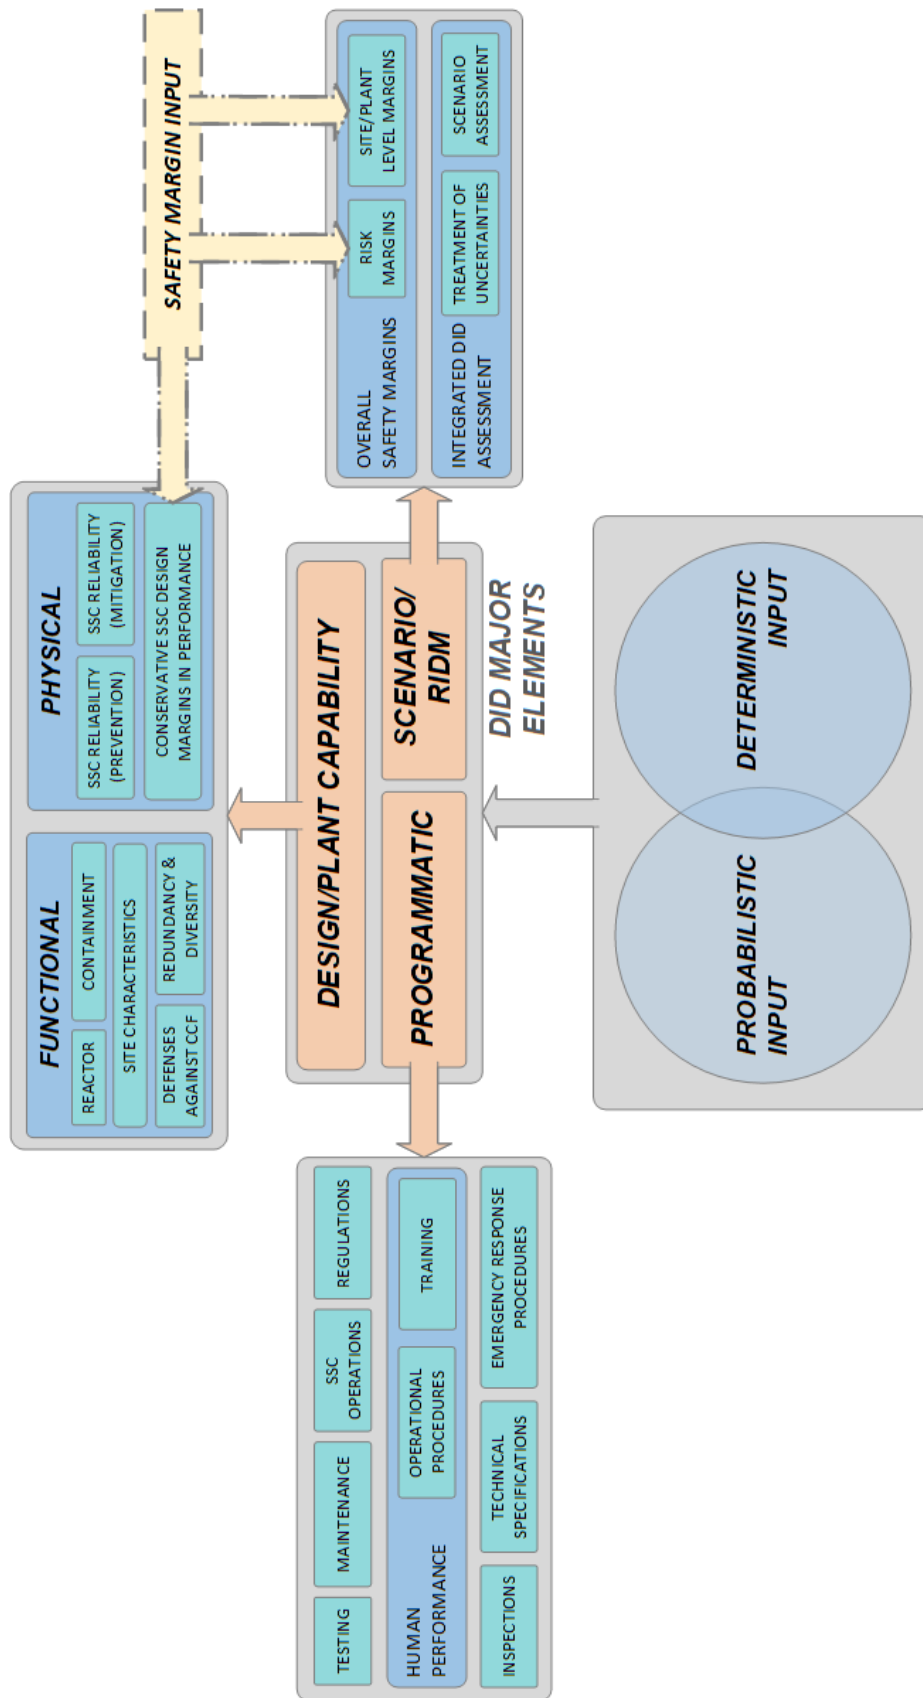 FUNCTIONAL
REACTOR
CONTAINMENT
SITE CHARACTERISTICS
DEFENSES
AGAINST CCF
REDUNDANCY &
DIVERSITY
PHYSICAL
SSC RELIABILITY
(PREVENTION)
SSC RELIABILITY
(MITIGATION)
CONSERVATIVE SSC DESIGN
MARGINS IN PERFORMANCE
SAFETY MARGIN INPUT
TESTING
MAINTENANCE
SSC
OPERATIONS
REGULATIONS
HUMAN
PERFORMANCE
OPERATIONAL
PROCEDURES
TRAINING
INSPECTIONS
TECHNICAL
SPECIFICATIONS
EMERGENCY RESPONSE
PROCEDURES
DESIGN/PLANT CAPABILITY
PROGRAMMATIC
SCENARIO/
RIDM
DID MAJOR
ELEMENTS
OVERALL
SAFETY MARGINS
RISK
MARGINS
SITE/PLANT
LEVEL MARGINS
INTEGRATED DID
ASSESSMENT
TREATMENT OF
UNCERTAINTIES
SCENARIO
ASSESSMENT
PROBABILISTIC
INPUT
DETERMINISTIC
INPUT